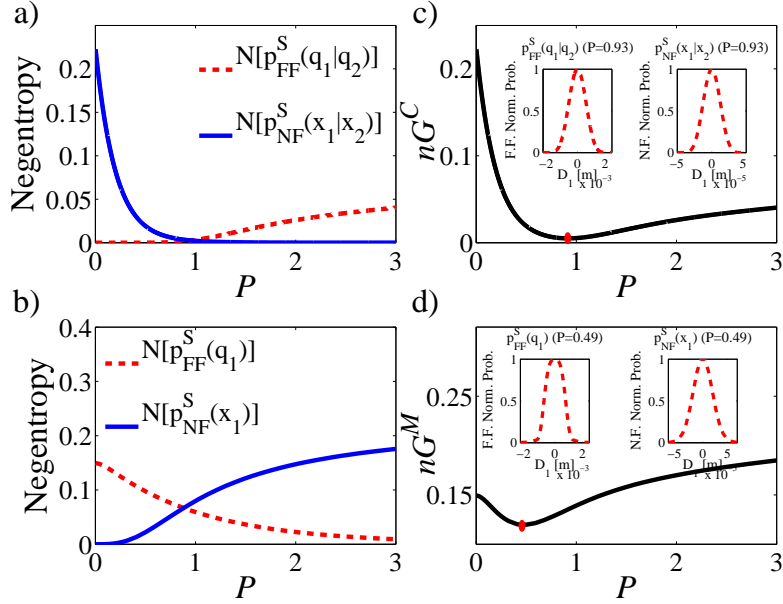 a)
N[p^S_FF(q_1|q_2)]
N[p^S_NF(x_1|x_2)]
Negentropy
0.2
0.15
0.1
0.05
0
0 1 2 3
P
c)
p^S_FF(q_1|q_2) (P=0.93)
p^S_NF(x_1|x_2) (P=0.93)
F.F. Norm. Prob.
1
0.5
0
−2 0 2
D_1 [m] x 10^−3
N.F. Norm. Prob.
1
0.5
0
−5 0 5
D_1 [m] x 10^−5
nG^C
0.2
0.1
0
0 1 2 3
P
b)
N[p^S_FF(q_1)]
N[p^S_NF(x_1)]
Negentropy
0.4
0.3
0.2
0.1
0
0 1 2 3
P
d)
p^S_FF(q_1) (P=0.49)
p^S_NF(x_1) (P=0.49)
F.F. Norm. Prob.
1
0.5
0
−2 0 2
D_1 [m] x 10^−3
N.F. Norm. Prob.
1
0.5
0
−5 0 5
D_1 [m] x 10^−5
nG^M
0.25
0.15
0 1 2 3
P